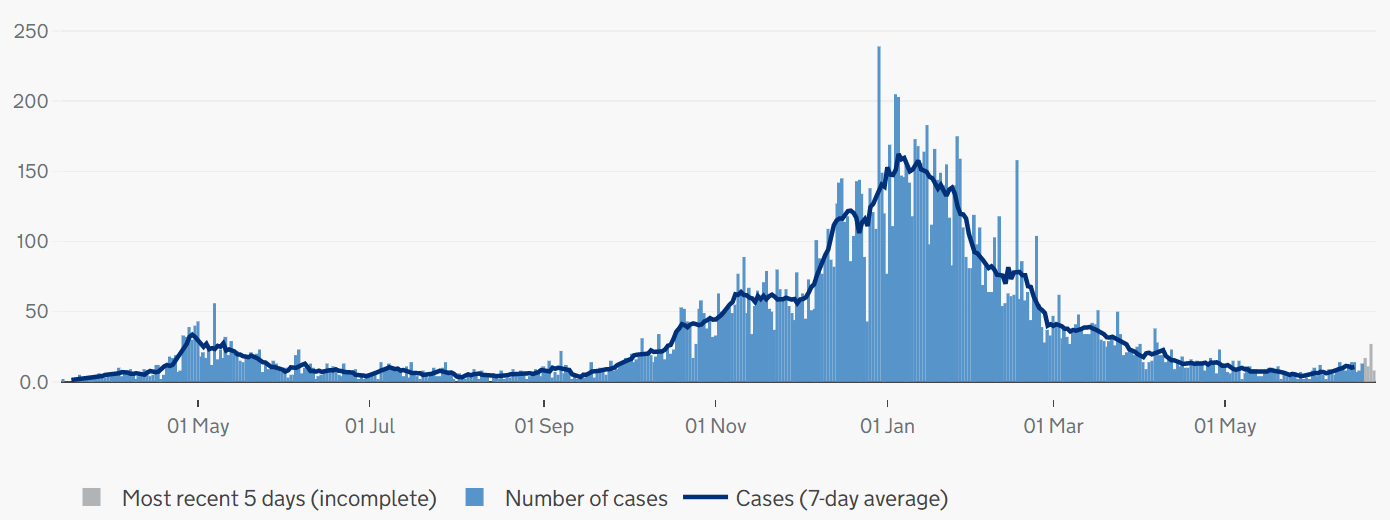 250
200
150
100
50
0.0
01 May
01 Jul
01 Sep
01 Nov
01 Jan
01 Mar
01 May
Most recent 5 days (incomplete)
Number of cases
Cases (7-day average)